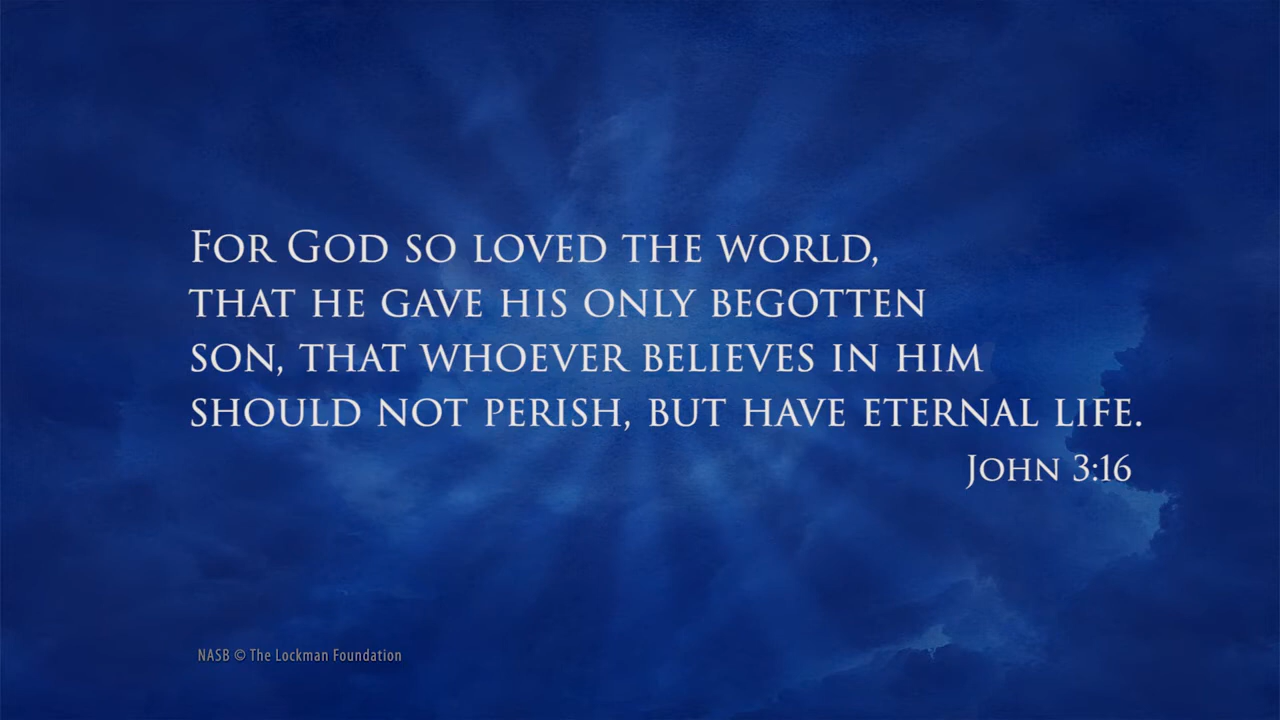 For God so loved the world,
that He gave His only begotten
Son, that whoever believes in Him
should not perish, but have eternal life.
John 3:16
NASB © The Lockman Foundation